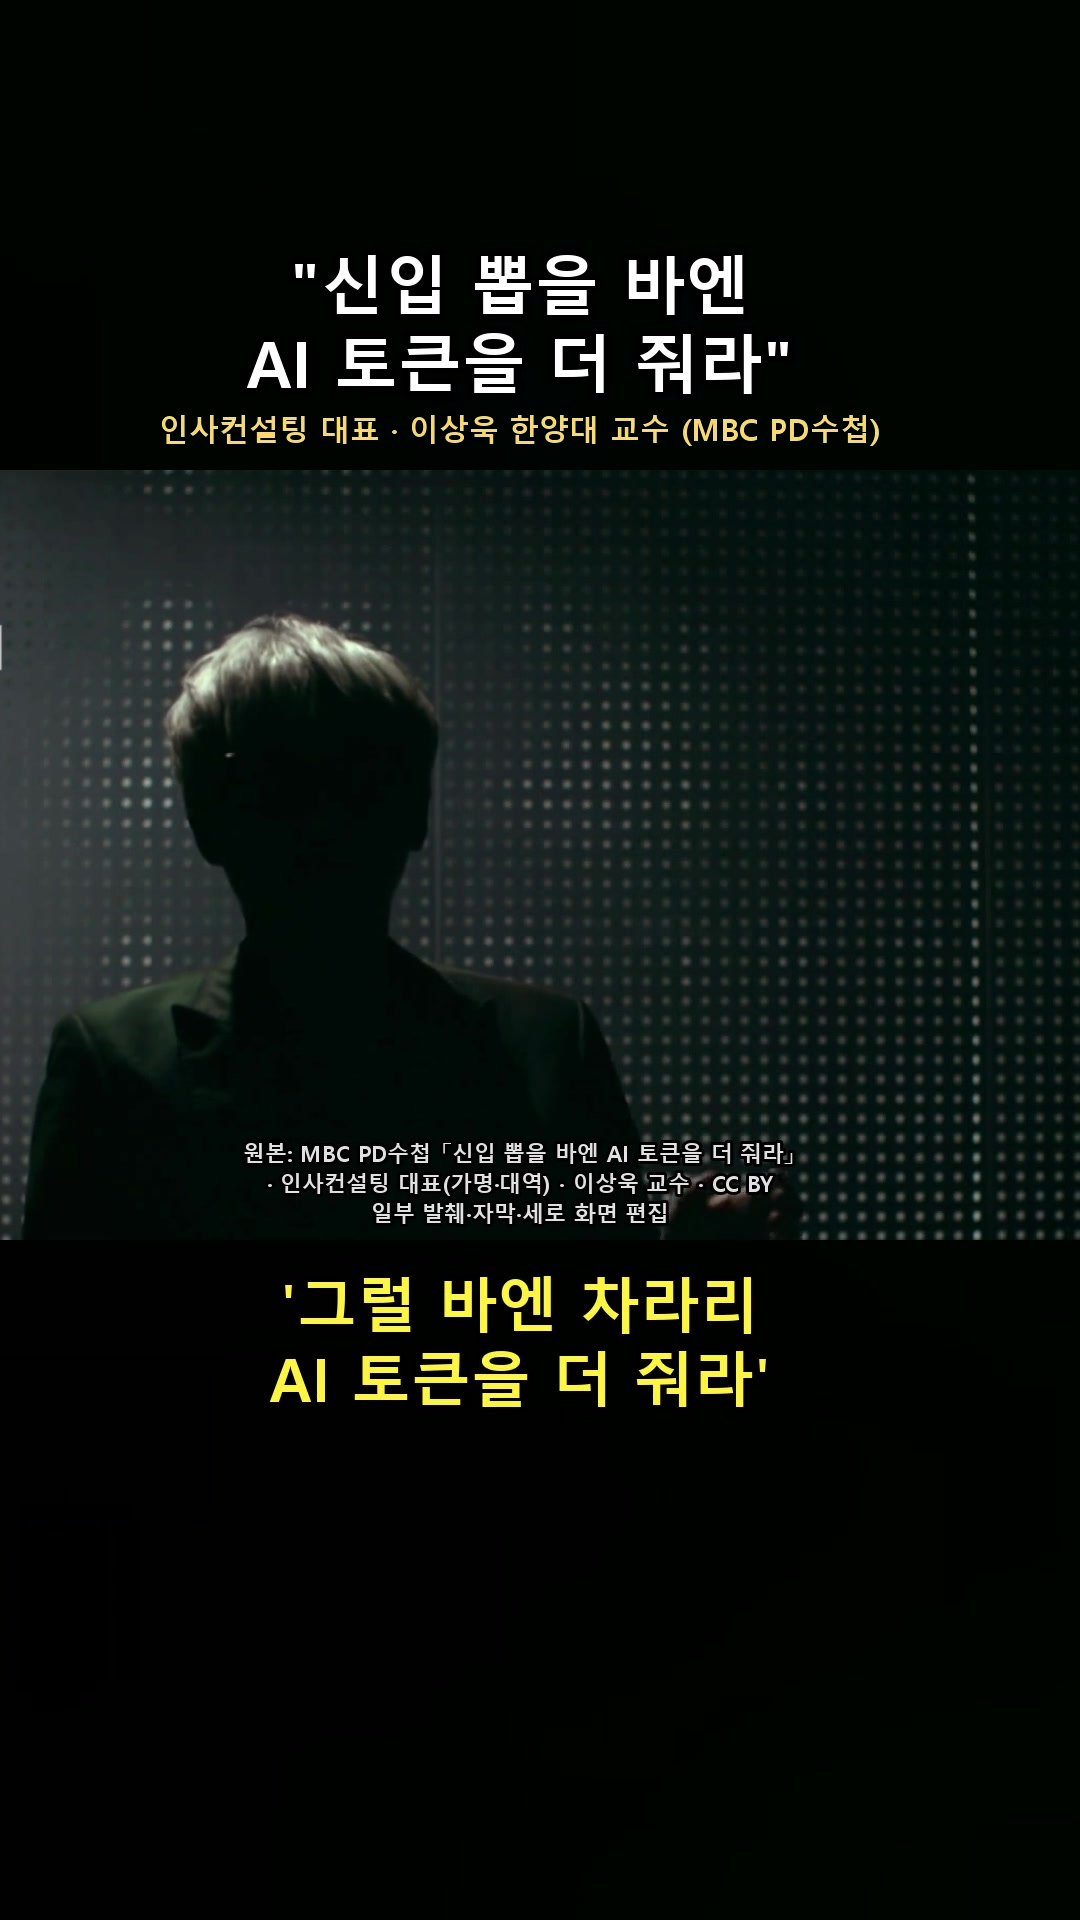 "신입 뽑을 바엔
AI 토큰을 더 줘라"
인사컨설팅 대표 · 이상욱 한양대 교수 (MBC PD수첩)
원본: MBC PD수첩「신입 뽑을 바엔 AI 토큰을 더 줘라」
· 인사컨설팅 대표(가명·대역) · 이상욱 교수 · CC BY
일부 발췌·자막·세로 화면 편집
'그럴 바엔 차라리
AI 토큰을 더 줘라'